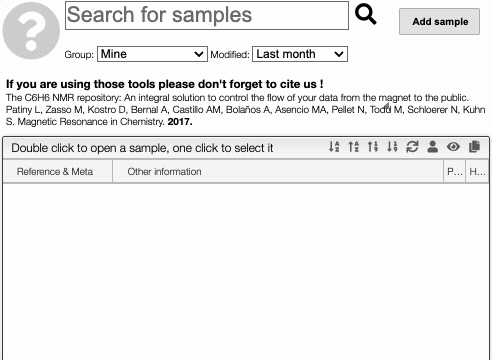 Search for samples
Add sample
Group: Mine Modified: Last month
If you are using those tools please don't forget to cite us !
The C6H6 NMR repository: An integral solution to control the flow of your data from the magnet to the public.
Patiny L, Zasso M, Kostro D, Bernal A, Castillo AM, Bolaños A, Asencio MA, Pellet N, Todd M, Schloerer N, Kuhn
S. Magnetic Resonance in Chemistry. 2017.
Double click to open a sample, one click to select it
Reference & Meta Other information P... H...